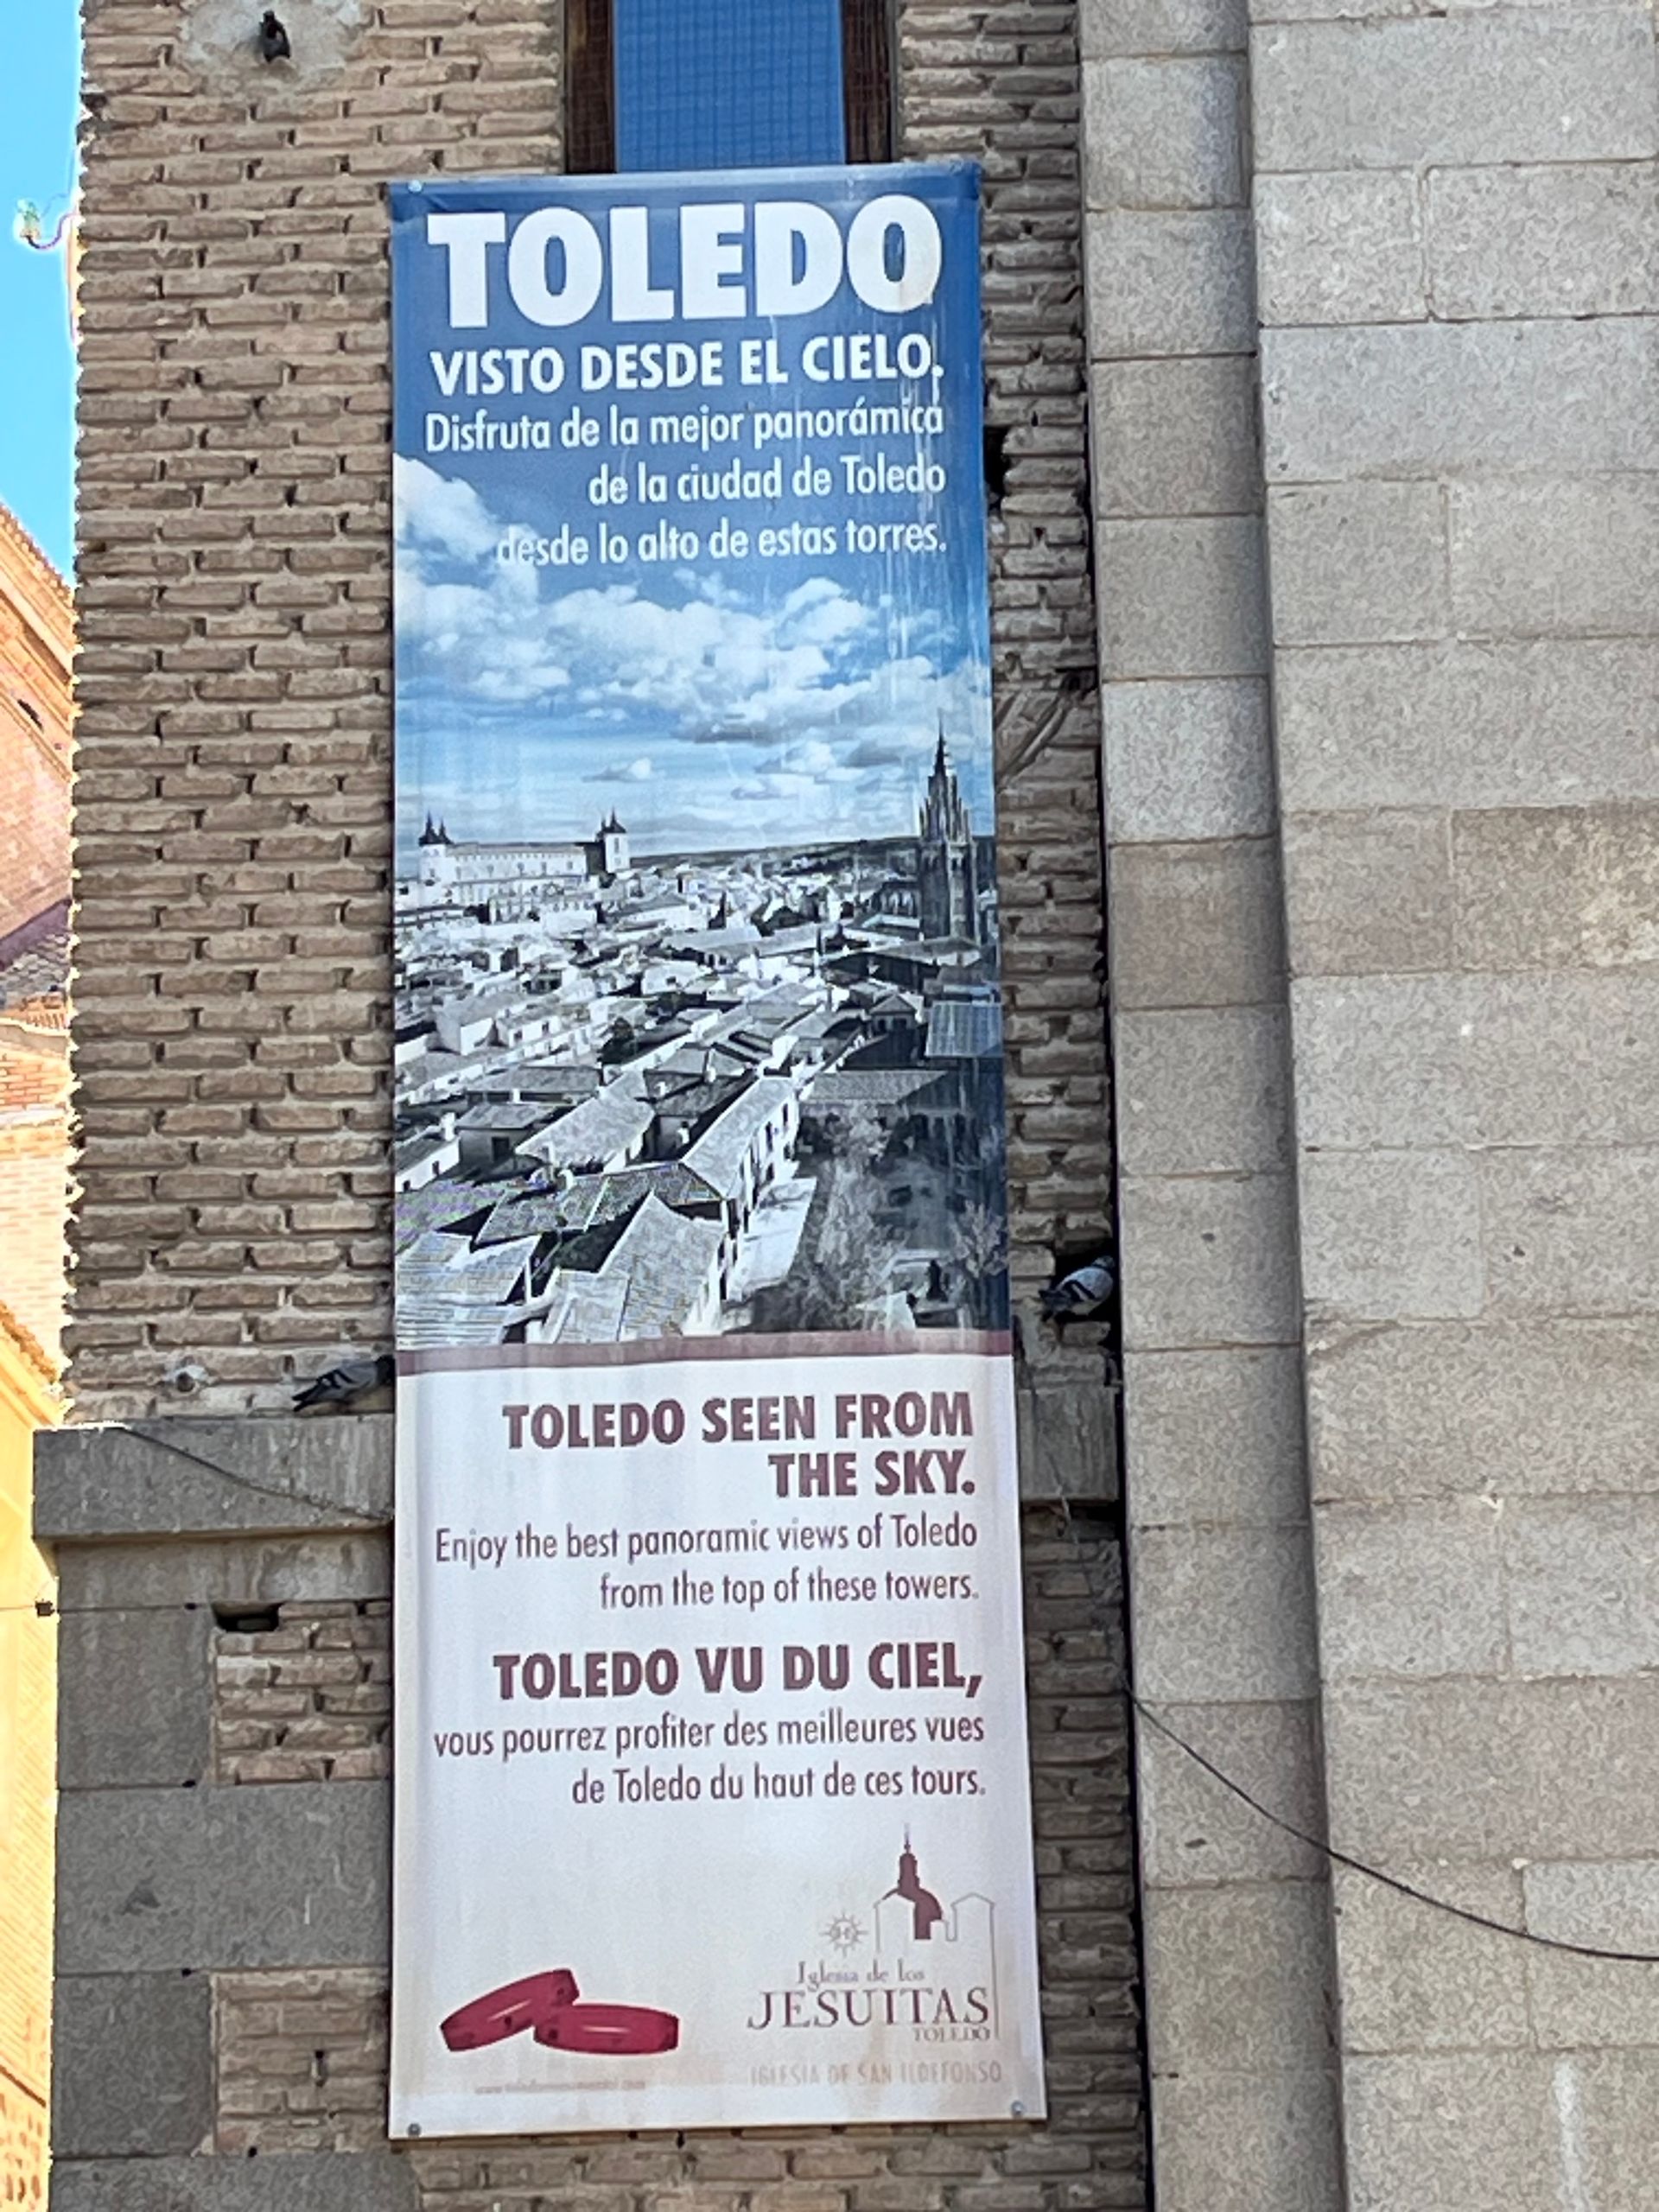 TOLEDO
VISTO DESDE EL CIELO.
Disfruta de la mejor panorámica
de la ciudad de Toledo
desde lo alto de estas torres.
TOLEDO SEEN FROM
THE SKY.
Enjoy the best panoramic views of Toledo
from the top of these towers.
TOLEDO VU DU CIEL,
vous pourrez profiter des meilleures vues
de Toledo du haut de ces tours.
Iglesia de los
JESUITAS
TOLEDO
IGLESIA DE SAN ILDEFONSO